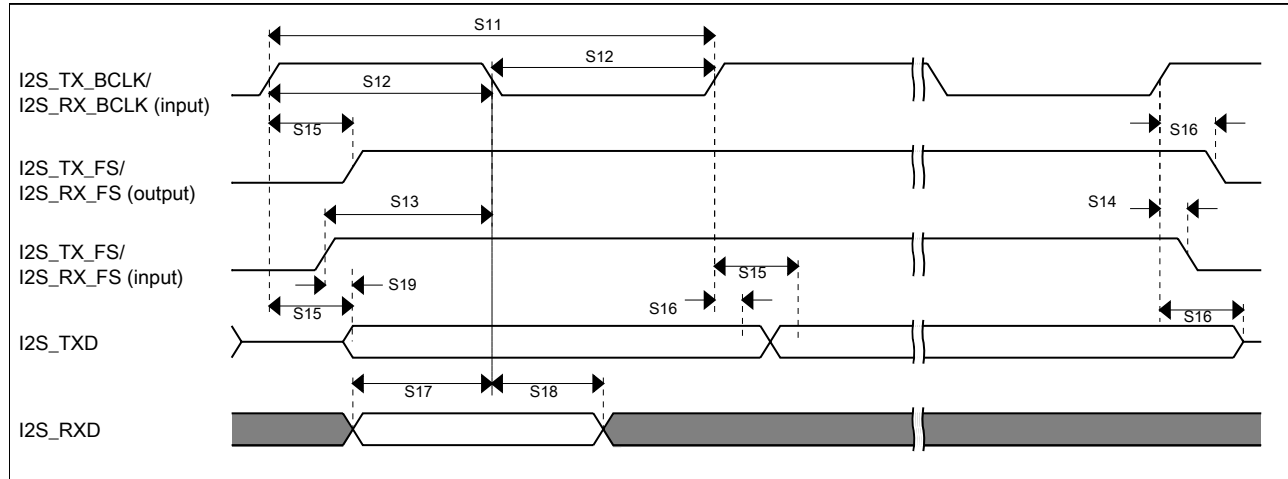 S11
S12
I2S_TX_BCLK/
I2S_RX_BCLK (input)
S12
S15
S16
I2S_TX_FS/
I2S_RX_FS (output)
S13
S14
I2S_TX_FS/
I2S_RX_FS (input)
S15
S19
S15
S16
S16
I2S_TXD
S17
S18
I2S_RXD